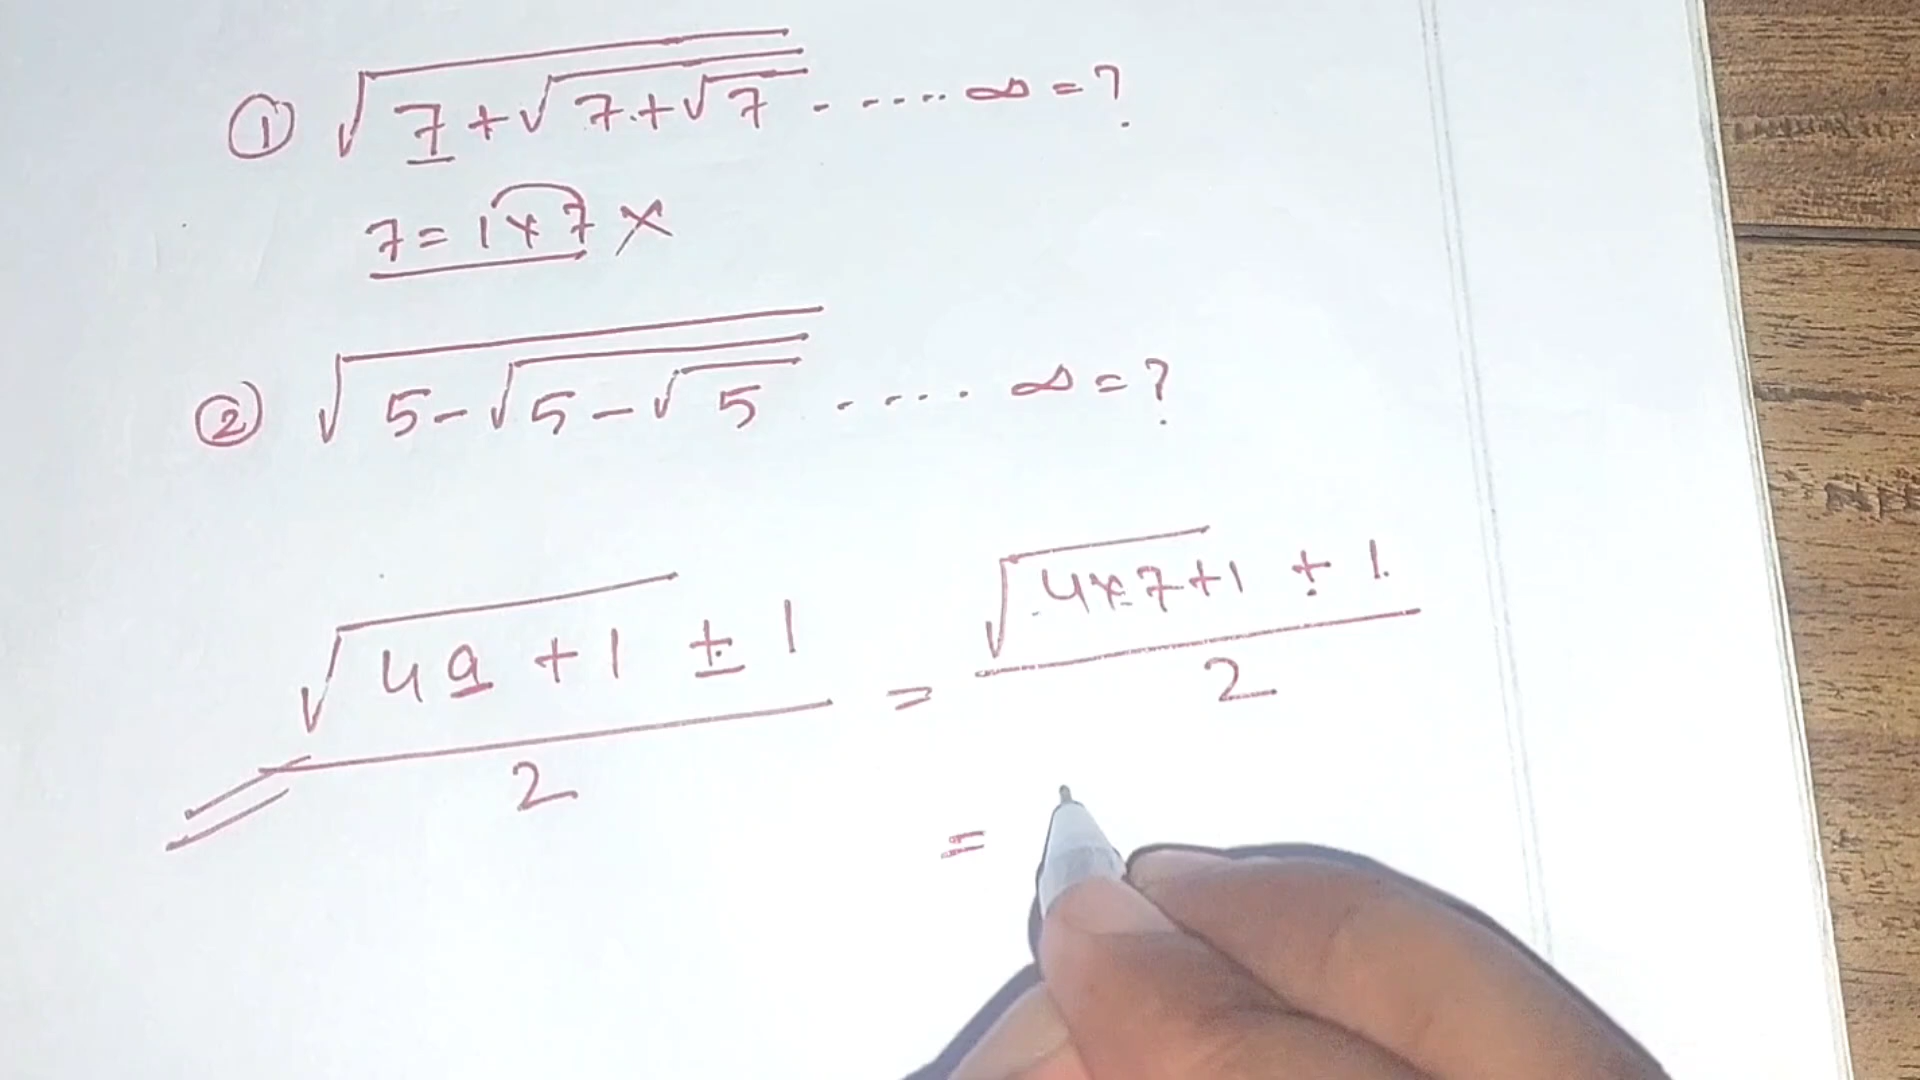 ① √7+√7+√7 ...... ∞ = ?
7 = 1×7 ×
② √5-√5-√5 ..... ∞ = ?
√4a+1 ± 1 / 2 = √4×7+1 + 1 / 2
=